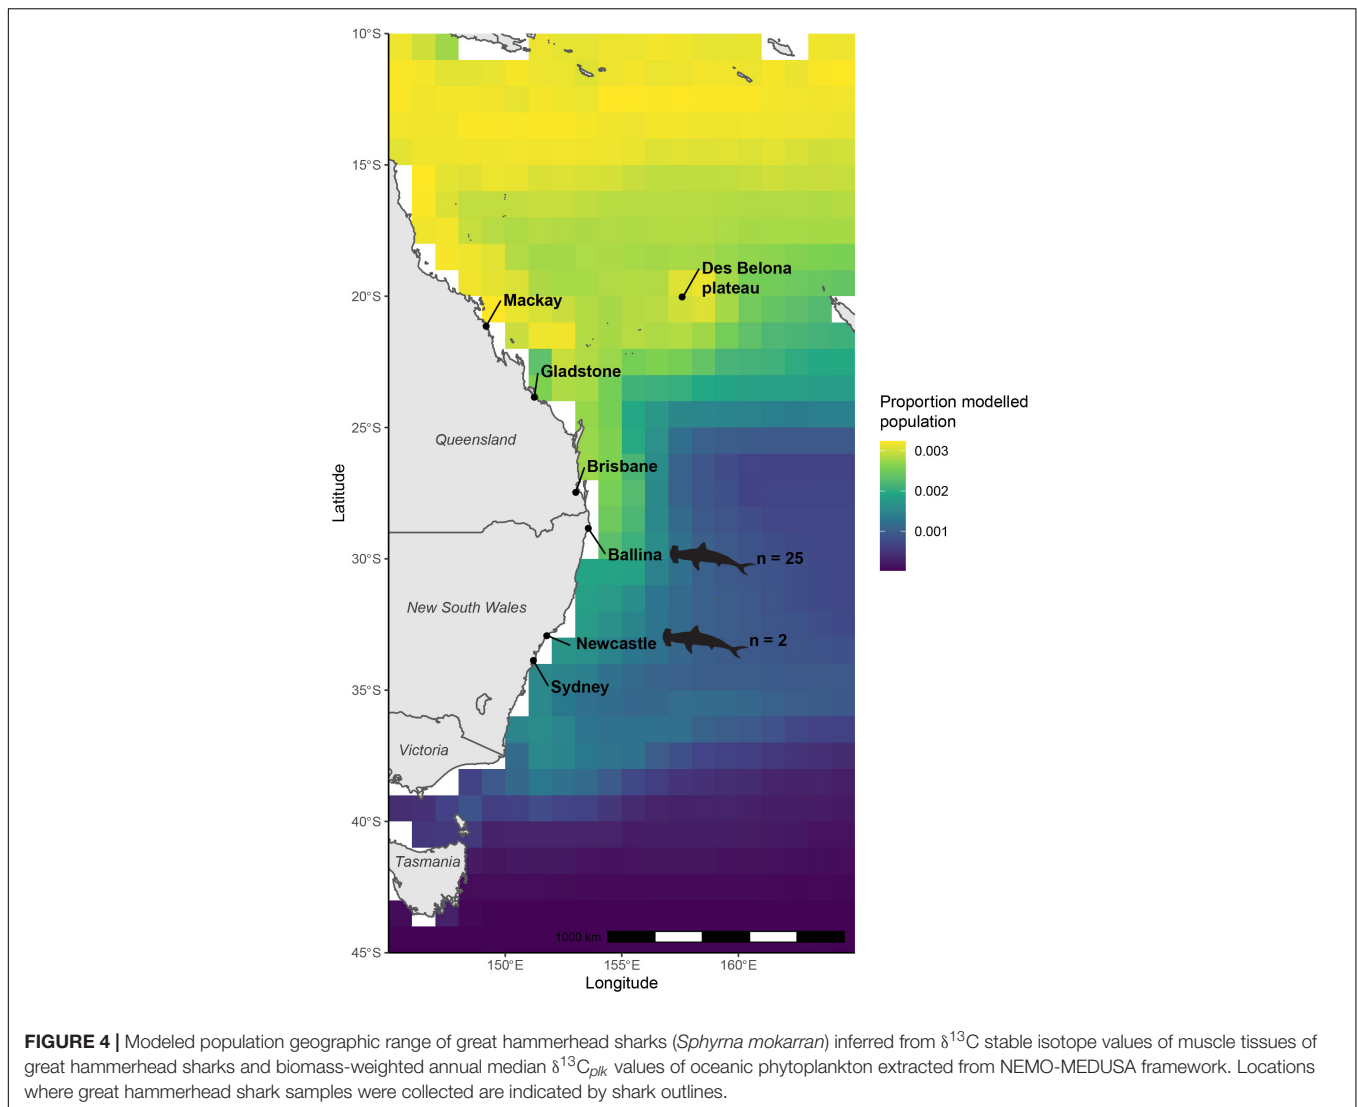 10°S
15°S
20°S
25°S
30°S
35°S
40°S
45°S
Latitude
150°E
155°E
160°E
Longitude
Des Belona
plateau
Mackay
Gladstone
Queensland
Brisbane
Ballina
n = 25
New South Wales
Newcastle
n = 2
Sydney
Victoria
Tasmania
1000 km
Proportion modelled
population
0.003
0.002
0.001
FIGURE 4 | Modeled population geographic range of great hammerhead sharks (Sphyrna mokarran) inferred from δ13C stable isotope values of muscle tissues of
great hammerhead sharks and biomass-weighted annual median δ13Cplk values of oceanic phytoplankton extracted from NEMO-MEDUSA framework. Locations
where great hammerhead shark samples were collected are indicated by shark outlines.